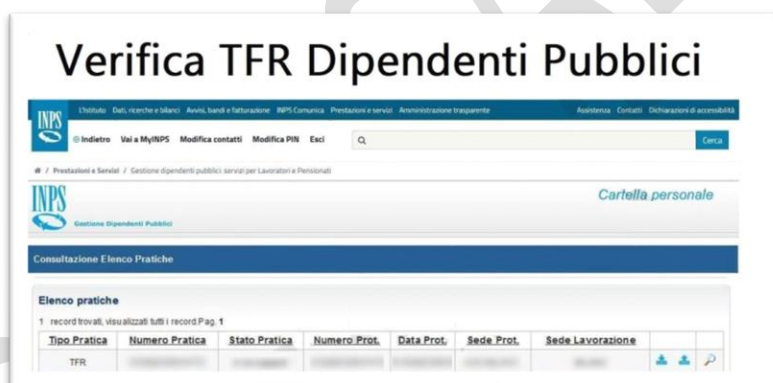 Verifica TFR Dipendenti Pubblici
INPS
L'Istituto Dati, ricerche e bilanci Avvisi, bandi e fatturazione INPS Comunica Prestazioni e servizi Amministrazione trasparente Assistenza Contatti Dichiarazioni di accessibilità
Indietro Vai a MyINPS Modifica contatti Modifica PIN Esci Cerca
/ Prestazioni e Servizi / Gestione dipendenti pubblici: servizi per Lavoratori e Pensionati
INPS
Cartella personale
Gestione Dipendenti Pubblici
Consultazione Elenco Pratiche
Elenco pratiche
1 record trovati, visualizzati tutti i record.Pag. 1
Tipo Pratica Numero Pratica Stato Pratica Numero Prot. Data Prot. Sede Prot. Sede Lavorazione
TFR